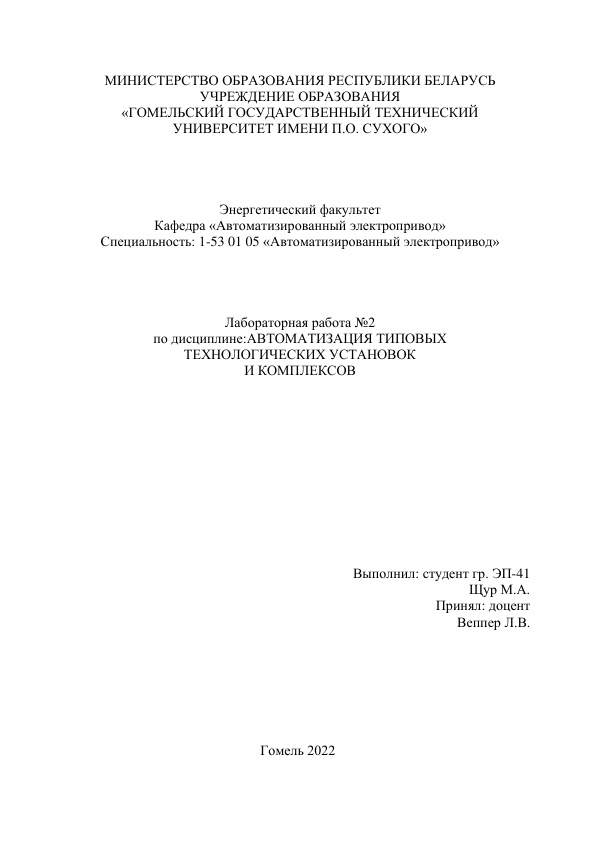 МИНИСТЕРСТВО ОБРАЗОВАНИЯ РЕСПУБЛИКИ БЕЛАРУСЬ
УЧРЕЖДЕНИЕ ОБРАЗОВАНИЯ
«ГОМЕЛЬСКИЙ ГОСУДАРСТВЕННЫЙ ТЕХНИЧЕСКИЙ
УНИВЕРСИТЕТ ИМЕНИ П.О. СУХОГО»
Энергетический факультет
Кафедра «Автоматизированный электропривод»
Специальность: 1-53 01 05 «Автоматизированный электропривод»
Лабораторная работа №2
по дисциплине:АВТОМАТИЗАЦИЯ ТИПОВЫХ
ТЕХНОЛОГИЧЕСКИХ УСТАНОВОК
И КОМПЛЕКСОВ
Выполнил: студент гр. ЭП-41
Щур М.А.
Принял: доцент
Веппер Л.В.
Гомель 2022